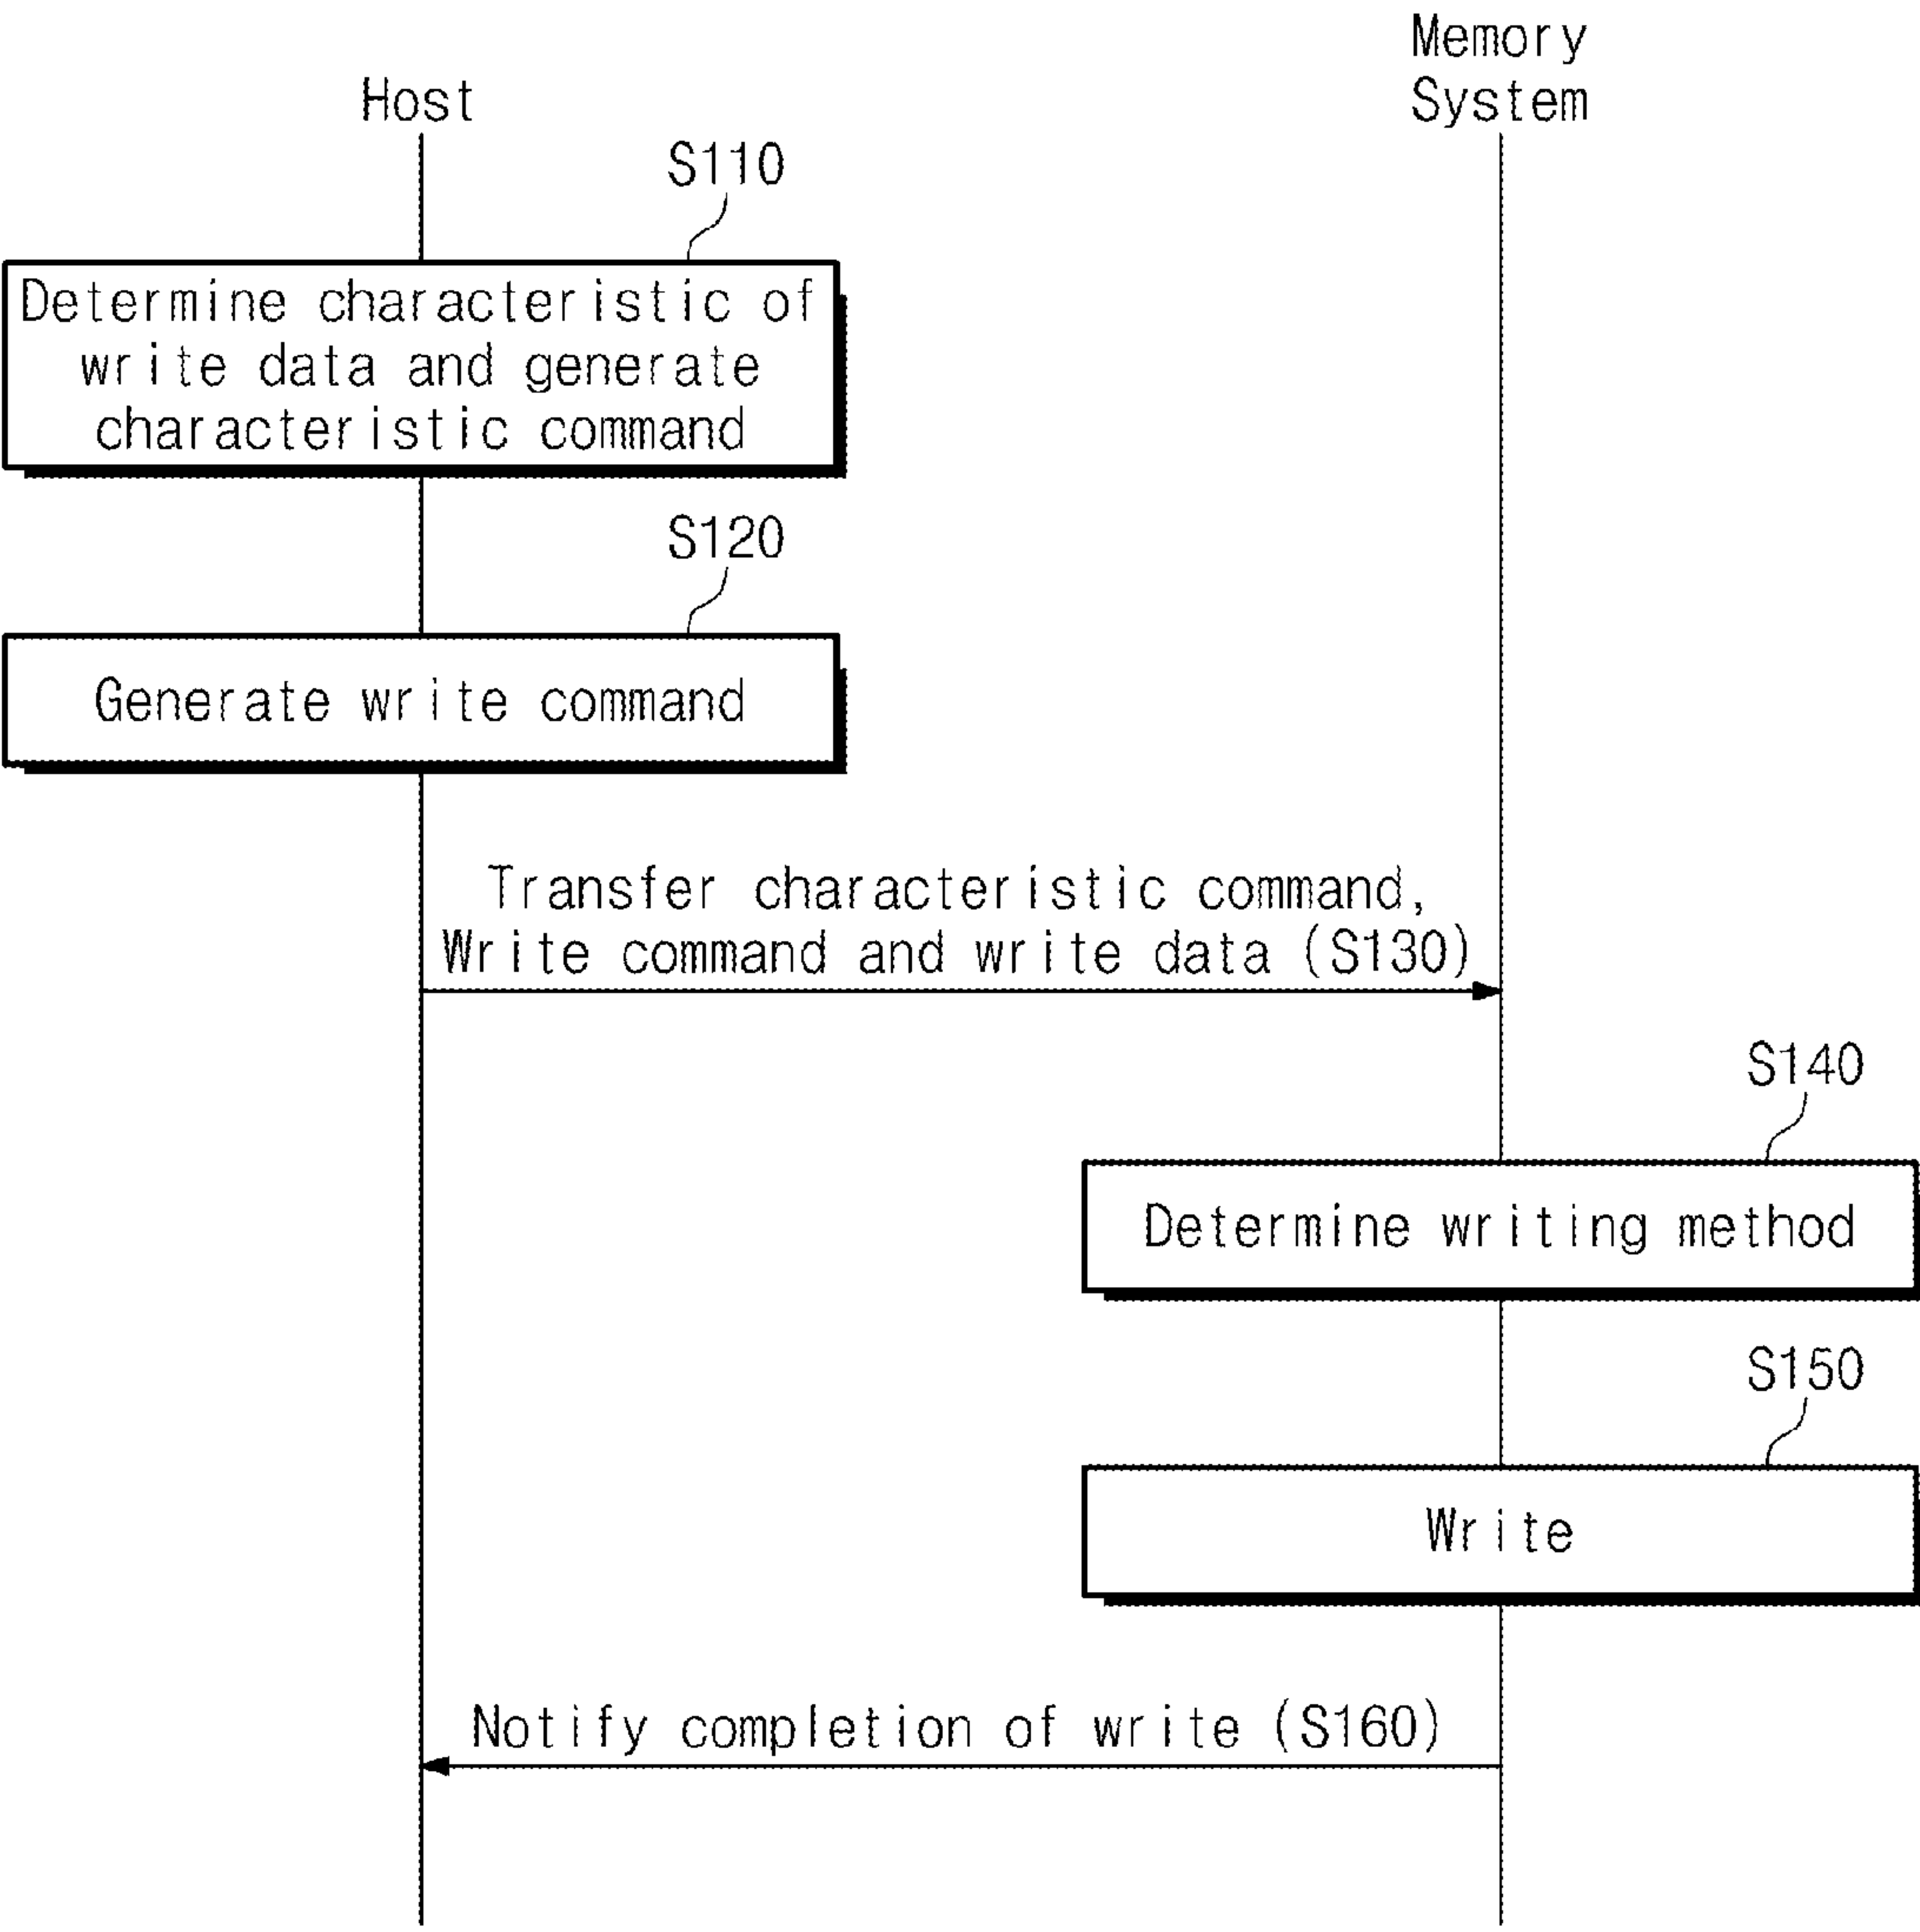 Host
Memory
System
S110
Determine characteristic of
write data and generate
characteristic command
S120
Generate write command
Transfer characteristic command,
Write command and write data (S130)
S140
Determine writing method
S150
Write
Notify completion of write (S160)